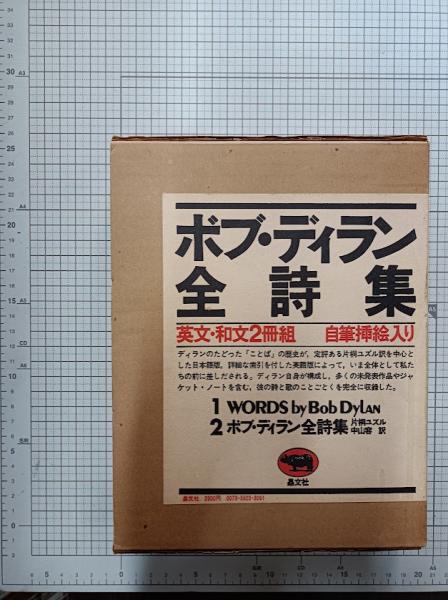 ボブ・ディラン
全詩集
英文・和文2冊組 自筆挿絵入り
ディランのたどった「ことば」の歴史が、定評ある片桐ユズル訳を中心と
した日本語版、詳細な索引を付した英語版によって、いま全体として私た
ちの前に差しだされる。ディラン自身が構成し、多くの未発表作品やジャ
ケット・ノートを含む、彼の詩と歌のことごとくを完全に収録した。
1 WORDS by BOB DYLAN
2 ボブ・ディラン全詩集 片桐ユズル
中山容 訳
晶文社
晶文社 2900円